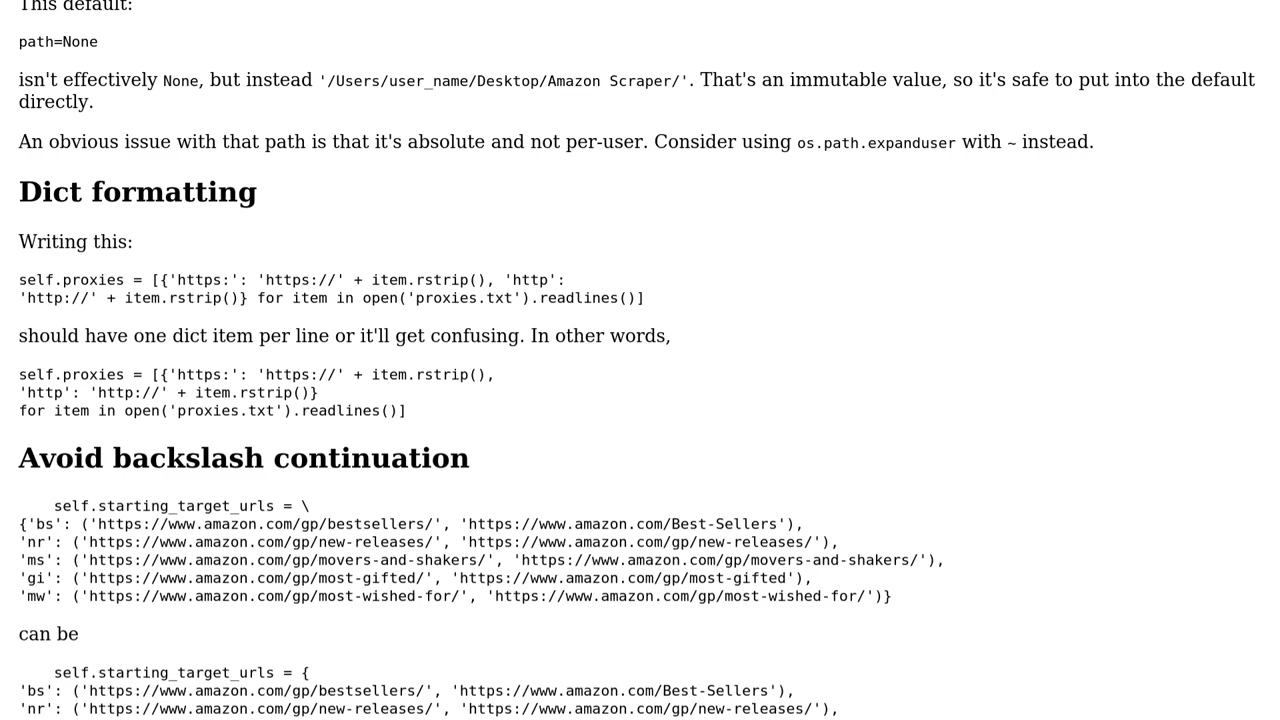 This default:
path=None
isn't effectively None, but instead '/Users/user_name/Desktop/Amazon Scraper/'. That's an immutable value, so it's safe to put into the default
directly.
An obvious issue with that path is that it's absolute and not per-user. Consider using os.path.expanduser with ~ instead.
Dict formatting
Writing this:
self.proxies = [{'https:': 'https://' + item.rstrip(), 'http':
'http://' + item.rstrip()} for item in open('proxies.txt').readlines()]
should have one dict item per line or it'll get confusing. In other words,
self.proxies = [{'https:': 'https://' + item.rstrip(),
'http': 'http://' + item.rstrip()}
for item in open('proxies.txt').readlines()]
Avoid backslash continuation
    self.starting_target_urls = \
{'bs': ('https://www.amazon.com/gp/bestsellers/', 'https://www.amazon.com/Best-Sellers'),
'nr': ('https://www.amazon.com/gp/new-releases/', 'https://www.amazon.com/gp/new-releases/'),
'ms': ('https://www.amazon.com/gp/movers-and-shakers/', 'https://www.amazon.com/gp/movers-and-shakers/'),
'gi': ('https://www.amazon.com/gp/most-gifted/', 'https://www.amazon.com/gp/most-gifted'),
'mw': ('https://www.amazon.com/gp/most-wished-for/', 'https://www.amazon.com/gp/most-wished-for/')}
can be
    self.starting_target_urls = {
'bs': ('https://www.amazon.com/gp/bestsellers/', 'https://www.amazon.com/Best-Sellers'),
'nr': ('https://www.amazon.com/gp/new-releases/', 'https://www.amazon.com/gp/new-releases/'),